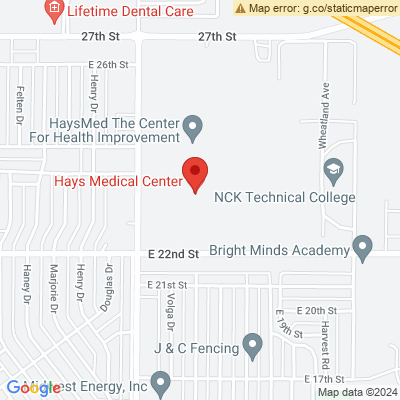 Lifetime Dental Care
Map error: g.co/staticmaperror
27th St
27th St
E 26th St
Felten Dr
Henry Dr
Wheatland Ave
HaysMed The Center
For Health Improvement
Hays Medical Center
NCK Technical College
E 22nd St
Bright Minds Academy
Haney Dr
Marjorie Dr
Henry Dr
Douglas Dr
E 21st St
Volga Dr
E 20th St
E 19th St
Harvest Rd
J & C Fencing
Google
Midwest Energy, Inc
E 17th St
Map data ©2024